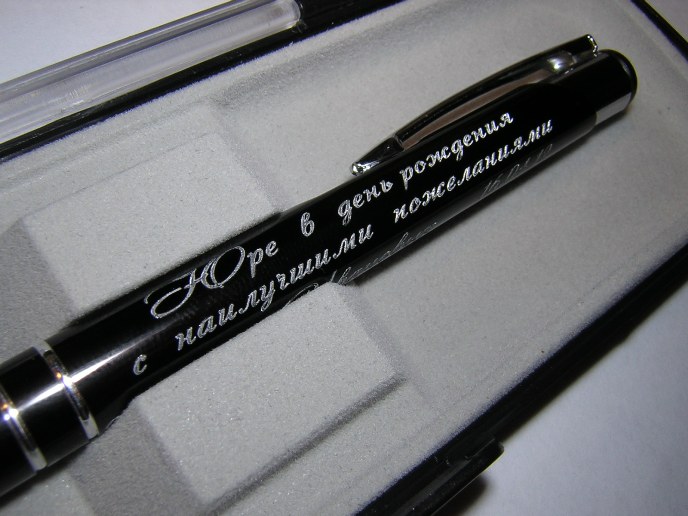 Юре в день рождения
с наилучшими пожеланиями